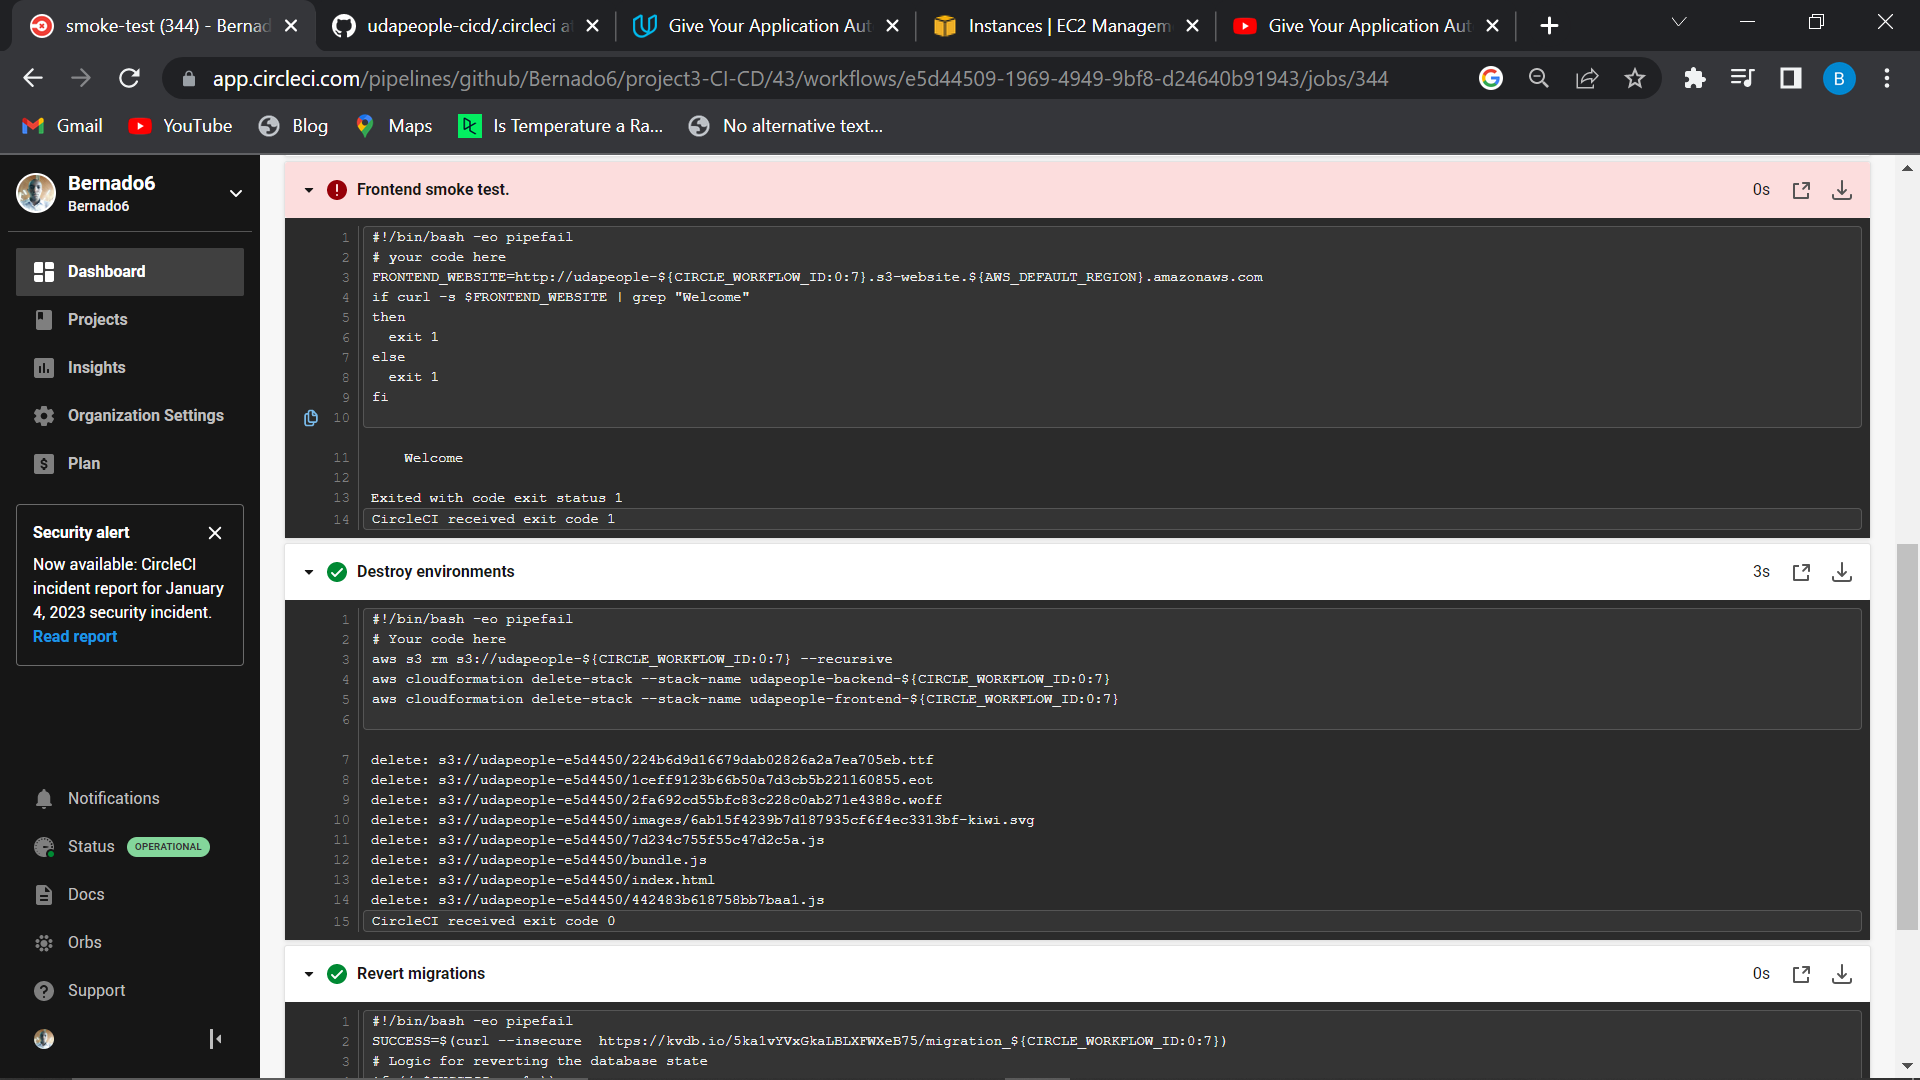 smoke-test (344) - Bernad
udapeople-cicd/.circleci at
Give Your Application Aut
Instances | EC2 Managem
Give Your Application Aut
app.circleci.com/pipelines/github/Bernado6/project3-CI-CD/43/workflows/e5d44509-1969-4949-9bf8-d24640b91943/jobs/344
B
Gmail
YouTube
Blog
Maps
Is Temperature a Ra...
No alternative text...
Bernado6
Bernado6
Dashboard
Projects
Insights
Organization Settings
Plan
Security alert
Now available: CircleCI
incident report for January
4, 2023 security incident.
Read report
Notifications
Status OPERATIONAL
Docs
Orbs
Support
Frontend smoke test. 0s
1 #!/bin/bash -eo pipefail
2 # your code here
3 FRONTEND_WEBSITE=http://udapeople-${CIRCLE_WORKFLOW_ID:0:7}.s3-website.${AWS_DEFAULT_REGION}.amazonaws.com
4 if curl -s $FRONTEND_WEBSITE | grep "Welcome"
5 then
6 exit 1
7 else
8 exit 1
9 fi
10
11 Welcome
12
13 Exited with code exit status 1
14 CircleCI received exit code 1
Destroy environments 3s
1 #!/bin/bash -eo pipefail
2 # Your code here
3 aws s3 rm s3://udapeople-${CIRCLE_WORKFLOW_ID:0:7} --recursive
4 aws cloudformation delete-stack --stack-name udapeople-backend-${CIRCLE_WORKFLOW_ID:0:7}
5 aws cloudformation delete-stack --stack-name udapeople-frontend-${CIRCLE_WORKFLOW_ID:0:7}
6
7 delete: s3://udapeople-e5d4450/224b6d9d16679dab02826a2a7ea705eb.ttf
8 delete: s3://udapeople-e5d4450/1ceff9123b66b50a7d3cb5b221160855.eot
9 delete: s3://udapeople-e5d4450/2fa692cd55bfc83c228c0ab271e4388c.woff
10 delete: s3://udapeople-e5d4450/images/6ab15f4239b7d187935cf6f4ec3313bf-kiwi.svg
11 delete: s3://udapeople-e5d4450/7d234c755f55c47d2c5a.js
12 delete: s3://udapeople-e5d4450/bundle.js
13 delete: s3://udapeople-e5d4450/index.html
14 delete: s3://udapeople-e5d4450/442483b618758bb7baa1.js
15 CircleCI received exit code 0
Revert migrations 0s
1 #!/bin/bash -eo pipefail
2 SUCCESS=$(curl --insecure https://kvdb.io/5ka1vYVxGkaLBLXFWXeB75/migration_${CIRCLE_WORKFLOW_ID:0:7})
3 # Logic for reverting the database state